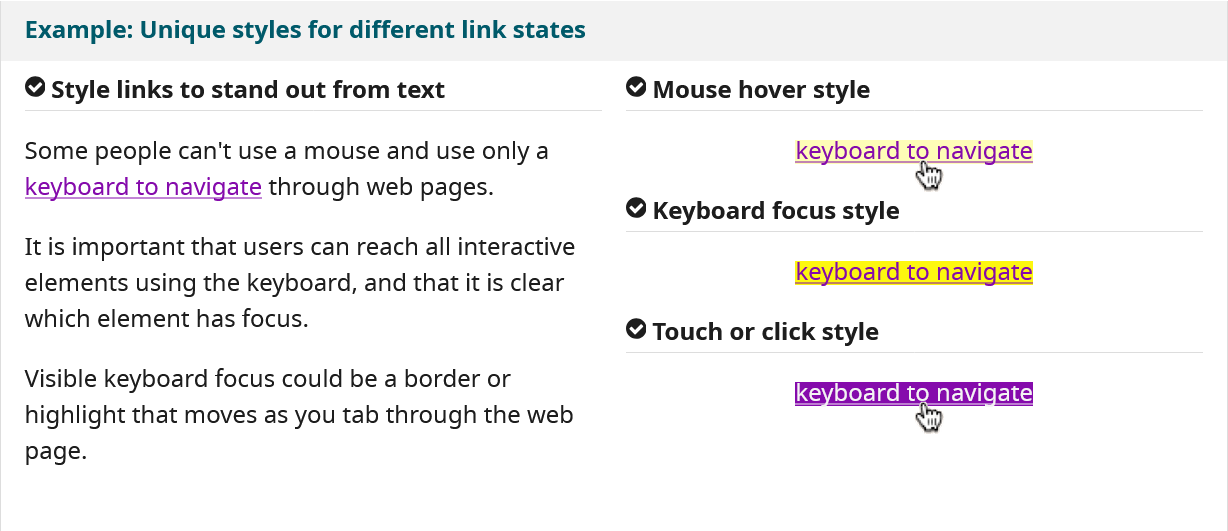 Example: Unique styles for different link states
Style links to stand out from text
Some people can't use a mouse and use only a
keyboard to navigate through web pages.
It is important that users can reach all interactive
elements using the keyboard, and that it is clear
which element has focus.
Visible keyboard focus could be a border or
highlight that moves as you tab through the web
page.
Mouse hover style
keyboard to navigate
Keyboard focus style
keyboard to navigate
Touch or click style
keyboard to navigate